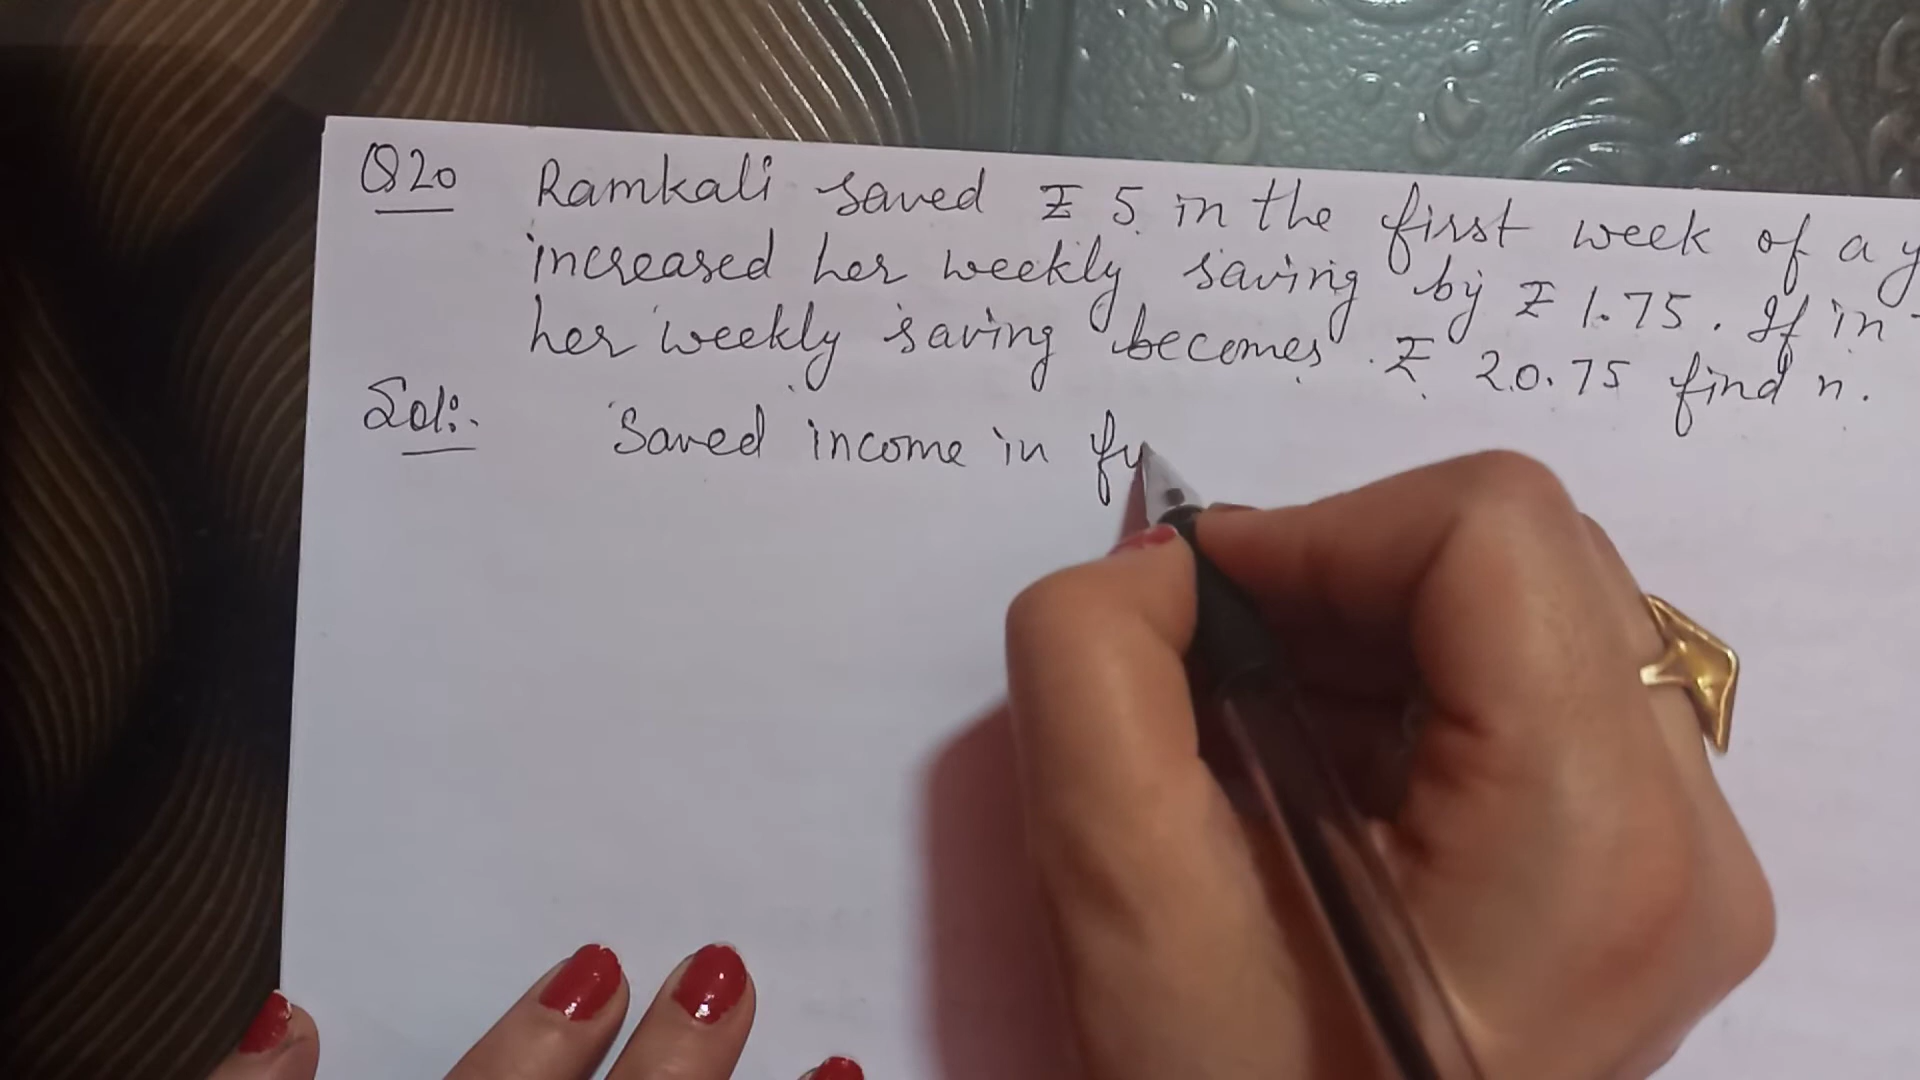 Q20 Ramkali saved ₹ 5 in the first week of a y
increased her weekly saving by ₹ 1.75. If in
her weekly saving becomes ₹ 20.75 find n.
Sol:- Saved income in